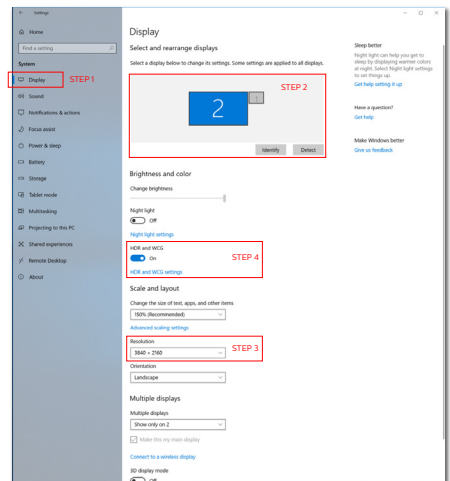 Settings
Home
Find a setting
System
Display
STEP 1
Sound
Notifications & actions
Focus assist
Power & sleep
Battery
Storage
Tablet mode
Multitasking
Projecting to this PC
Shared experiences
Remote Desktop
About
Display
Select and rearrange displays
Select a display below to change its settings. Some settings are applied to all displays.
STEP 2
2
1
Identify
Detect
Brightness and color
Change brightness
Night light
Off
Night light settings
HDR and WCG
On
STEP 4
HDR and WCG settings
Scale and layout
Change the size of text, apps, and other items
150% (Recommended)
Advanced scaling settings
Resolution
3840 × 2160
STEP 3
Orientation
Landscape
Multiple displays
Multiple displays
Show only on 2
Make this my main display
Connect to a wireless display
3D display mode
Off
Sleep better
Night light can help you get to
sleep by displaying warmer colors
at night. Select Night light settings
to set things up.
Get help setting it up
Have a question?
Get help
Make Windows better
Give us feedback